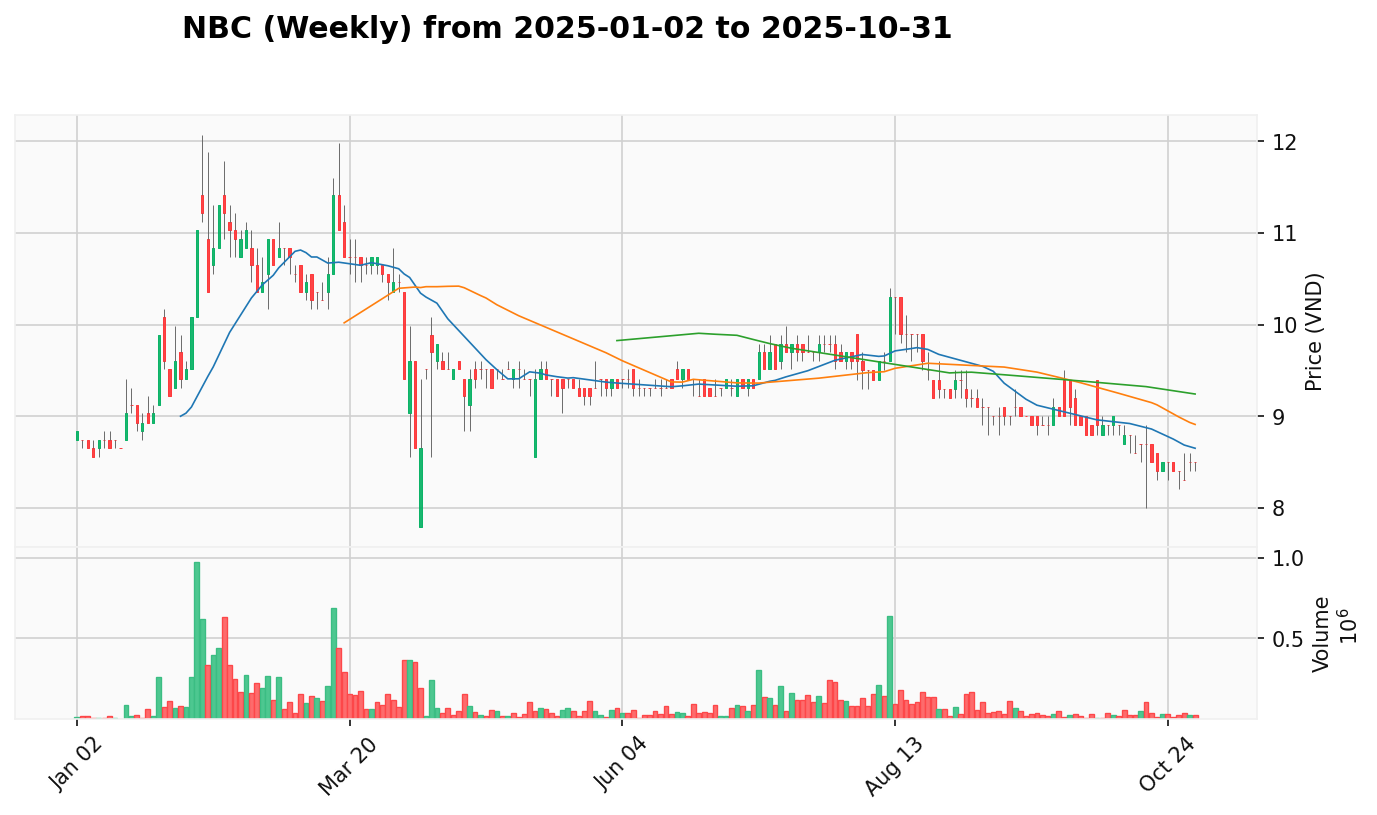 NBC (Weekly) from 2025-01-02 to 2025-10-31
12
11
10
9
8
Price (VND)
1.0
0.5
Volume
10⁶
Jan 02
Mar 20
Jun 04
Aug 13
Oct 24